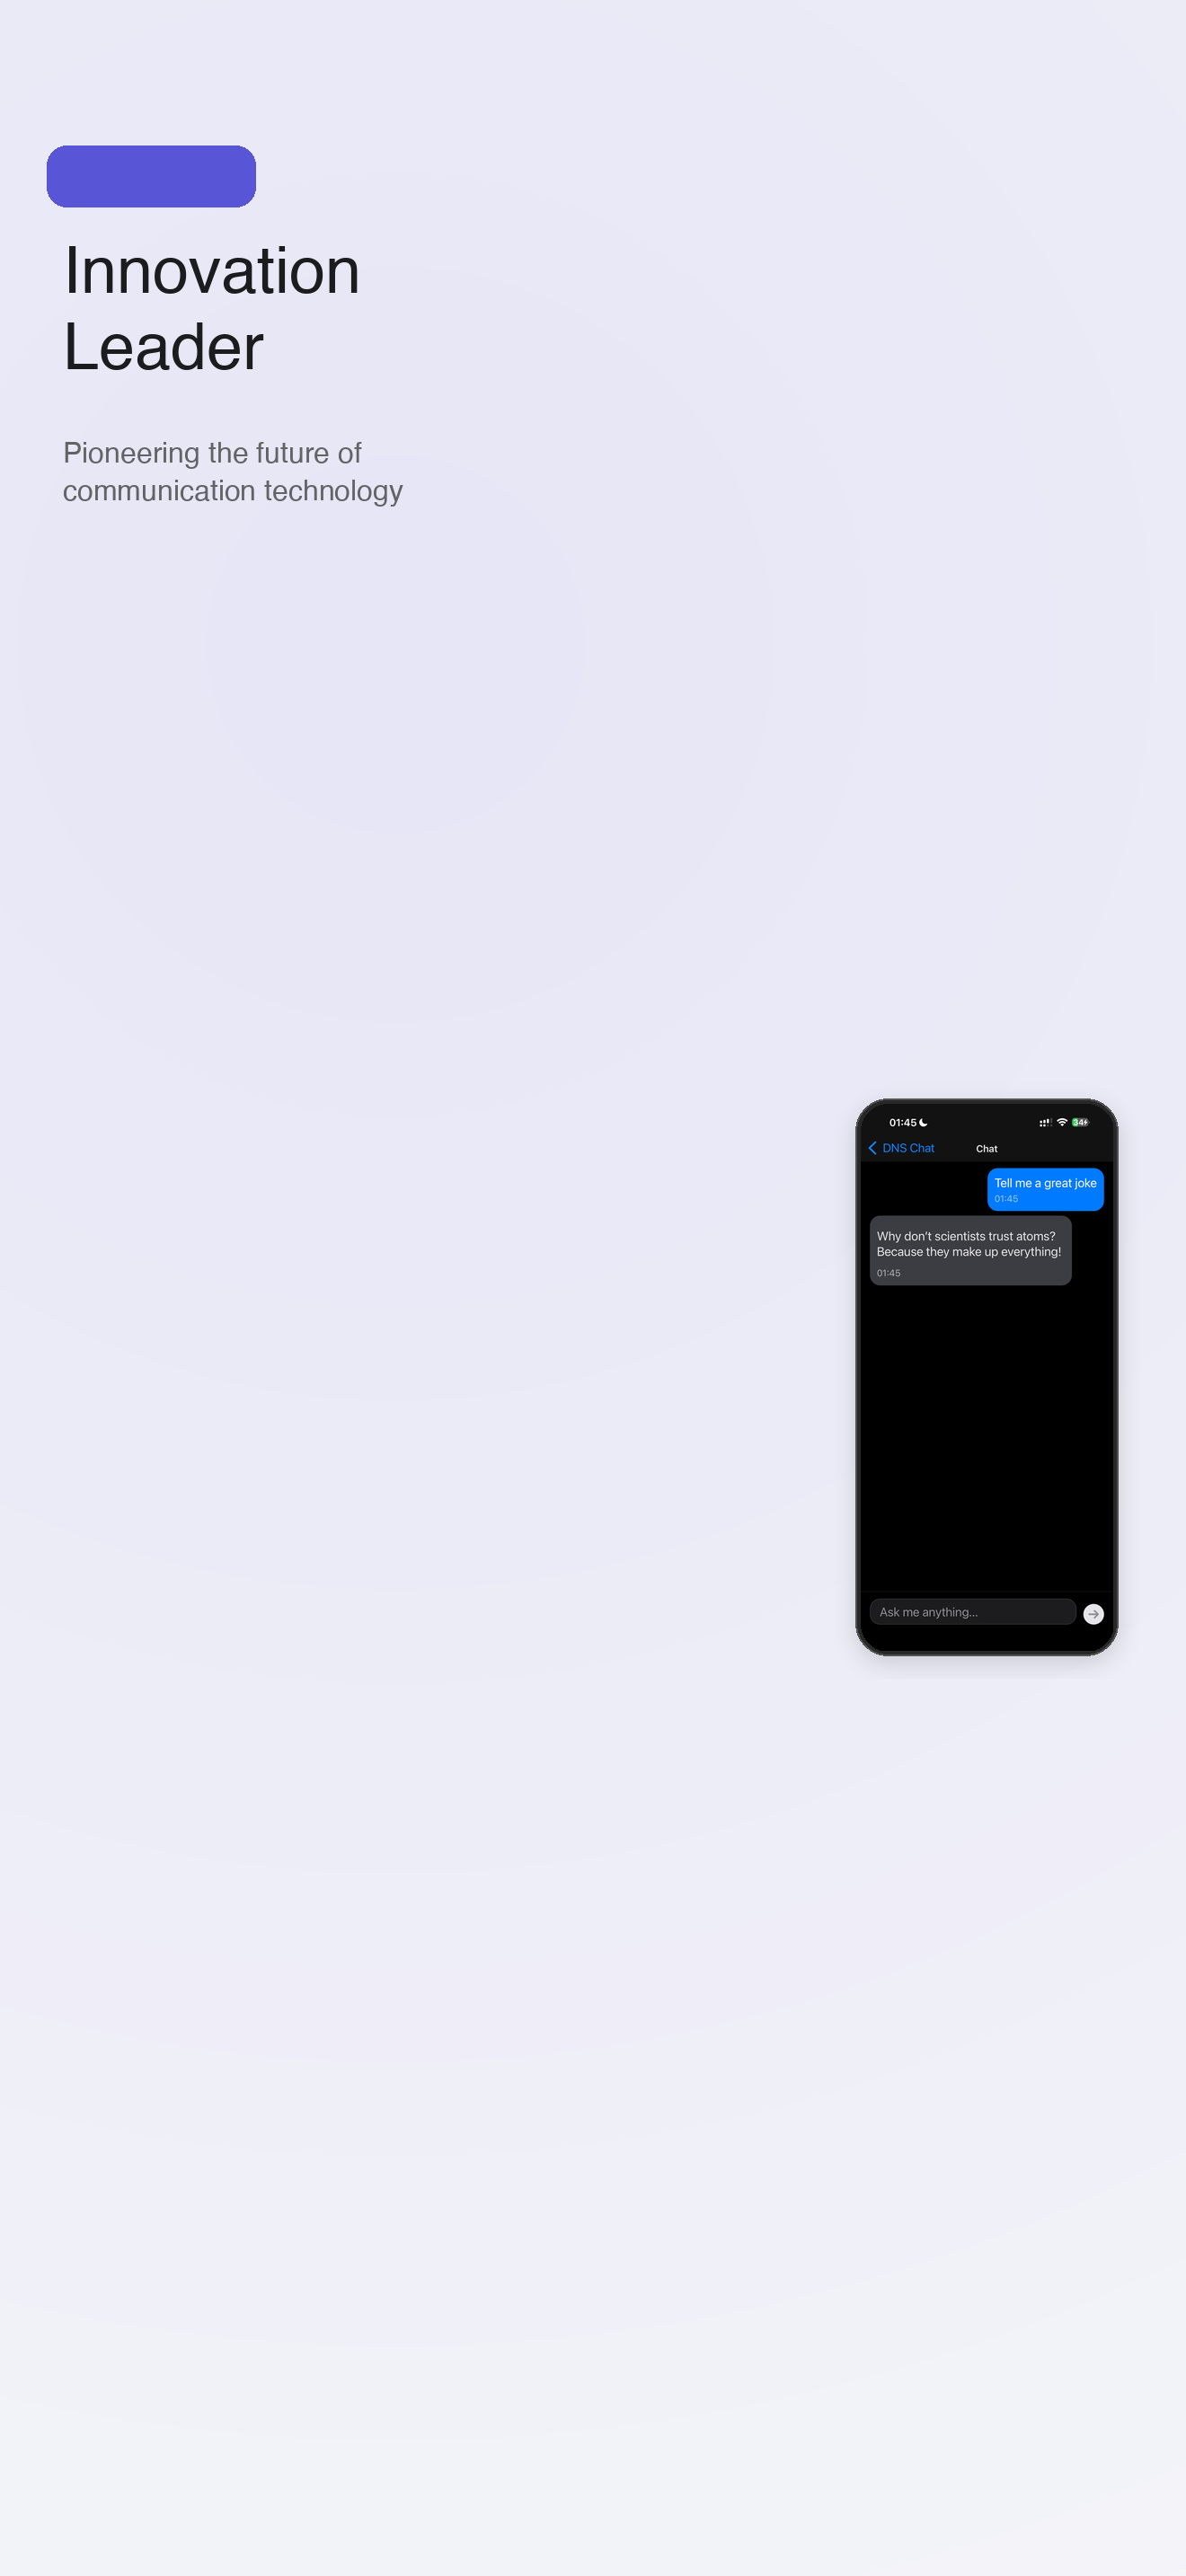 Innovation
Leader
Pioneering the future of
communication technology
01:45
34
DNS Chat
Chat
Tell me a great joke
01:45
Why don't scientists trust atoms?
Because they make up everything!
01:45
Ask me anything...